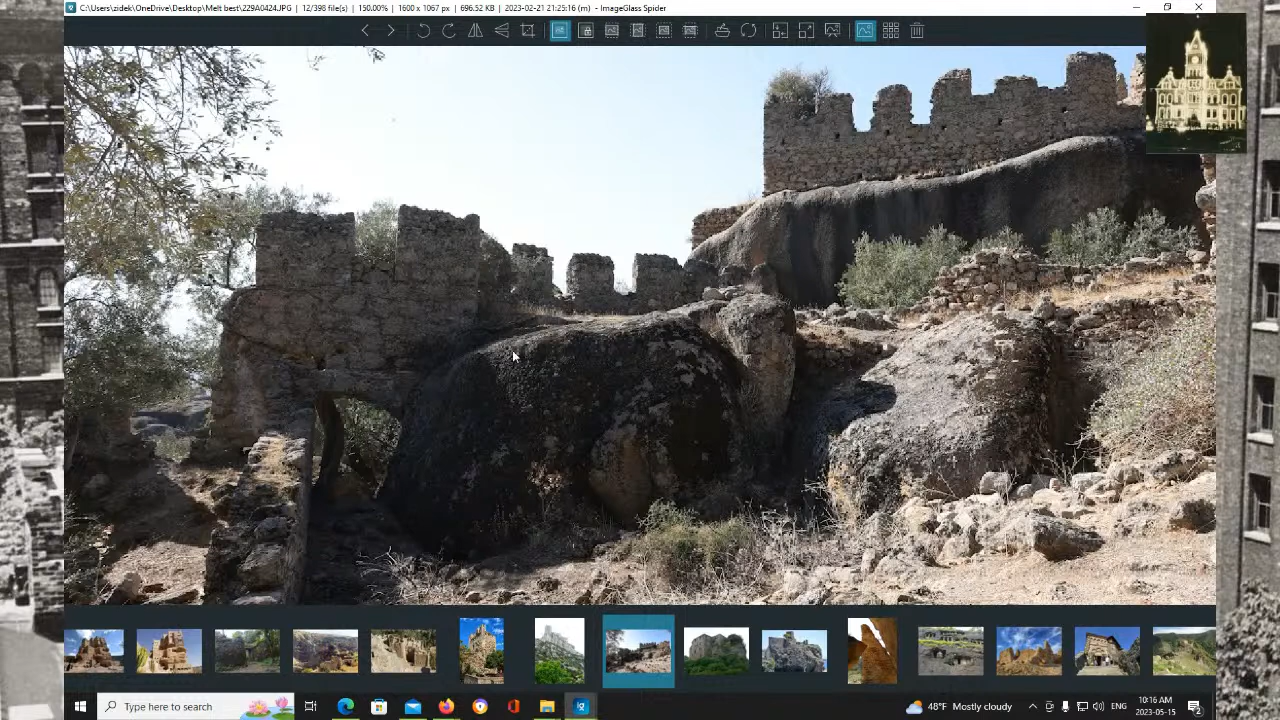 C:\Users\zidek\OneDrive\Desktop\Melt best\229A0424.JPG | 12/398 file(s) | 150.00% | 1600 x 1067 px | 696.52 KB | 2023-02-21 21:25:16 (m) - ImageGlass Spider
Type here to search
48°F Mostly cloudy
ENG
10:16 AM
2023-05-15